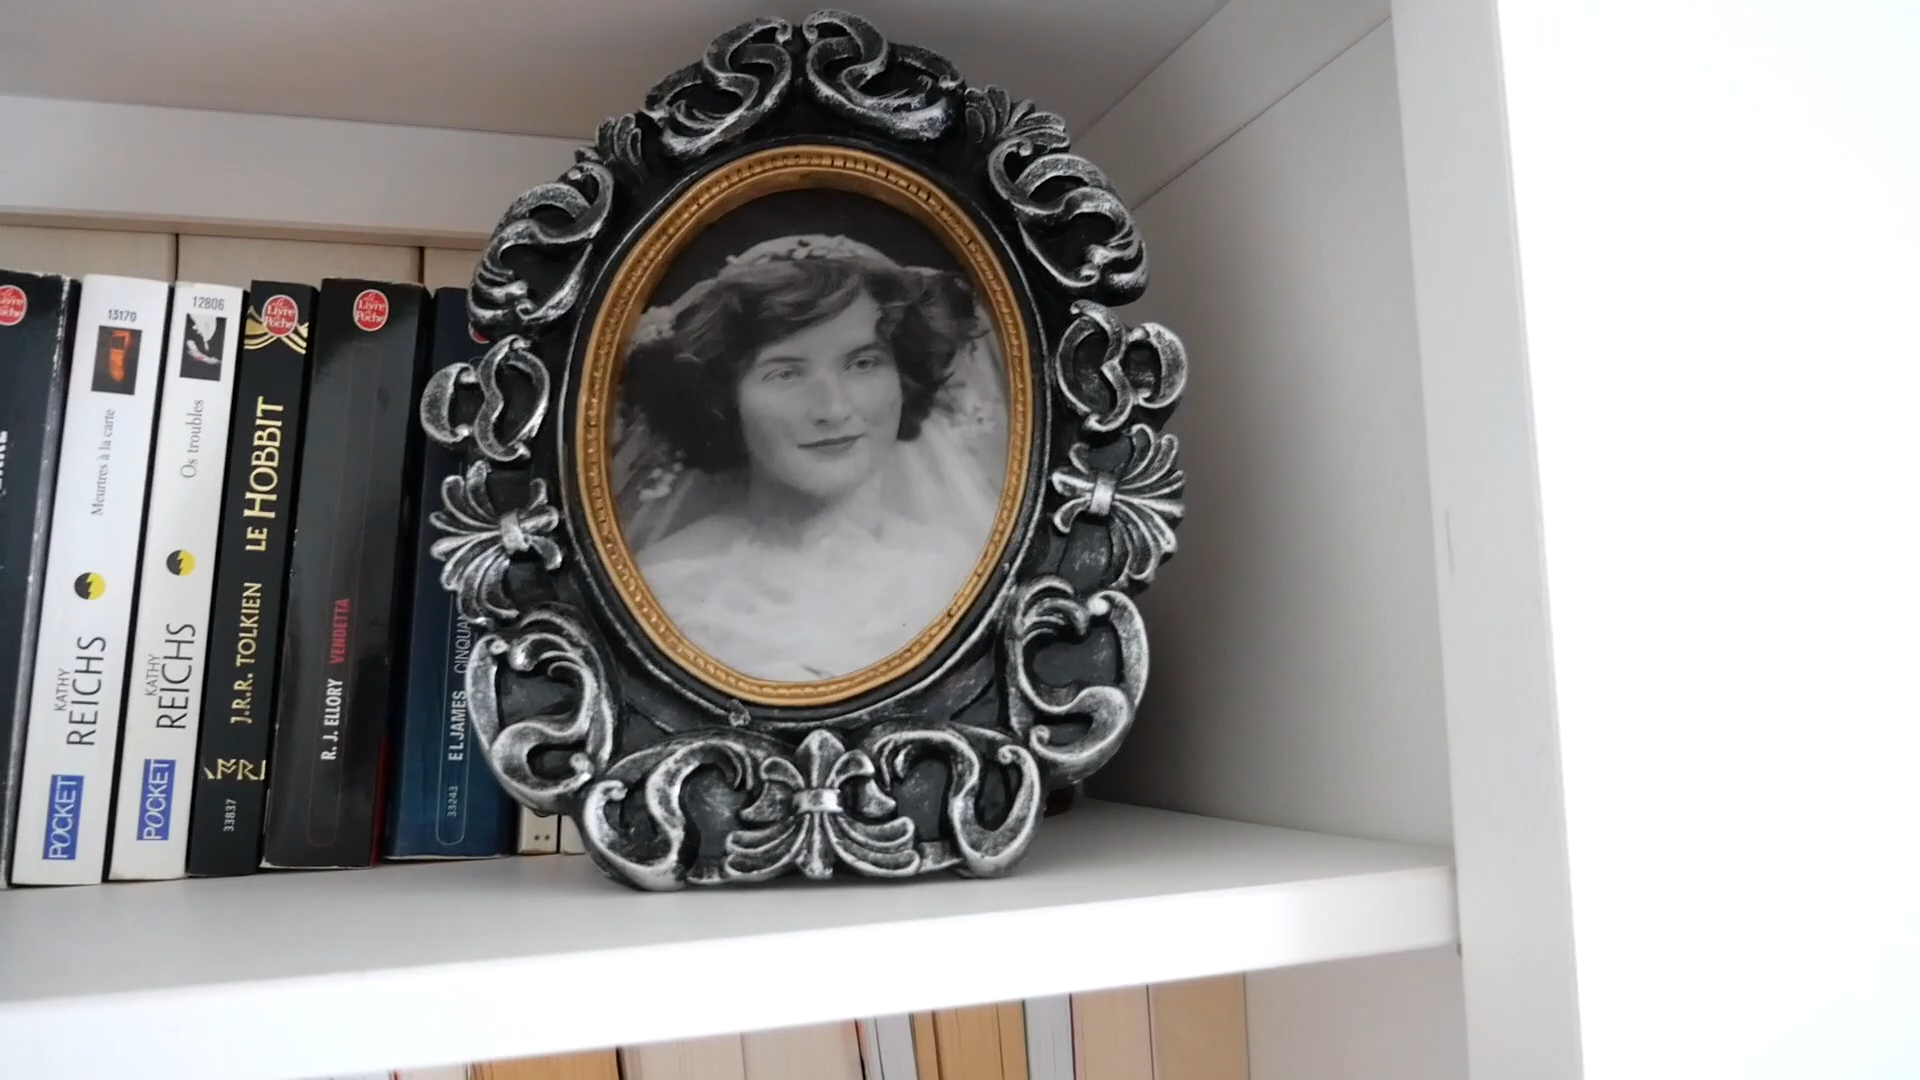 Le Livre de Poche
13170
Meurtres à la carte
KATHY
REICHS
POCKET
12806
Os troubles
KATHY
REICHS
POCKET
Le Livre de Poche
LE HOBBIT
J.R.R. TOLKIEN
33837
Le Livre de Poche
R. J. ELLORY VENDETTA
E L JAMES CINQUAN
33243